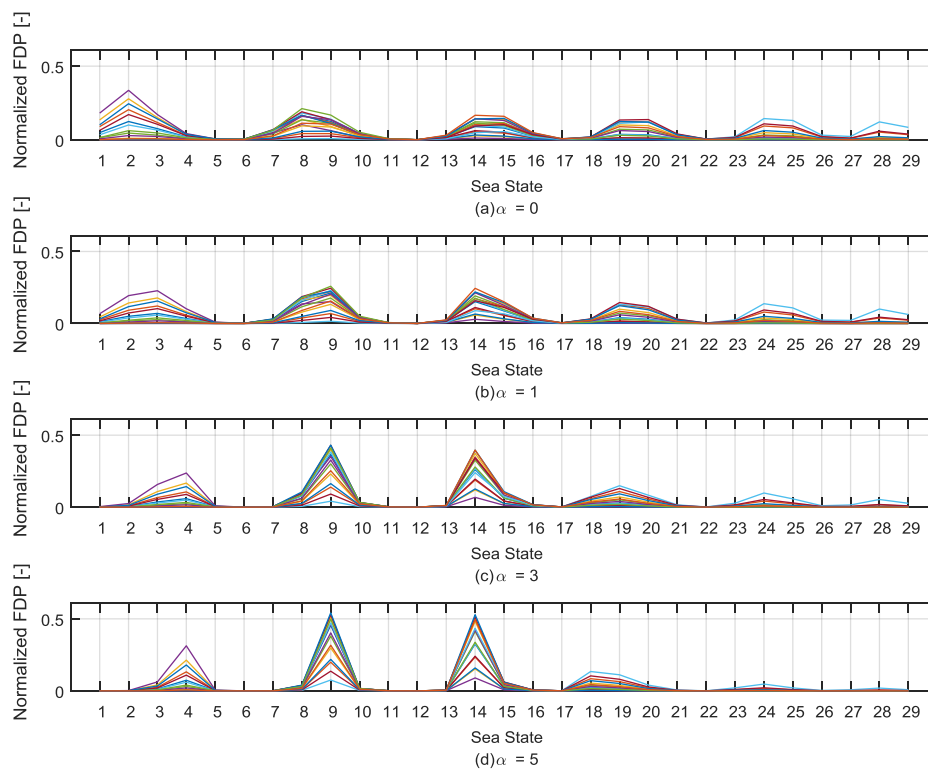 Normalized FDP [-]
0.5
0
1 2 3 4 5 6 7 8 9 10 11 12 13 14 15 16 17 18 19 20 21 22 23 24 25 26 27 28 29
Sea State
(a)α = 0
Normalized FDP [-]
0.5
0
1 2 3 4 5 6 7 8 9 10 11 12 13 14 15 16 17 18 19 20 21 22 23 24 25 26 27 28 29
Sea State
(b)α = 1
Normalized FDP [-]
0.5
0
1 2 3 4 5 6 7 8 9 10 11 12 13 14 15 16 17 18 19 20 21 22 23 24 25 26 27 28 29
Sea State
(c)α = 3
Normalized FDP [-]
0.5
0
1 2 3 4 5 6 7 8 9 10 11 12 13 14 15 16 17 18 19 20 21 22 23 24 25 26 27 28 29
Sea State
(d)α = 5